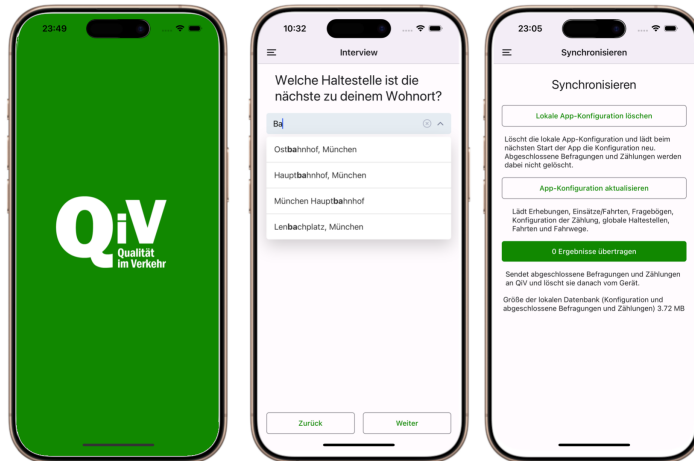 23:49
QiV
Qualität
im Verkehr
10:32
Interview
Welche Haltestelle ist die
nächste zu deinem Wohnort?
Ba
Ostbahnhof, München
Hauptbahnhof, München
München Hauptbahnhof
Lenbachplatz, München
Zurück
Weiter
23:05
Synchronisieren
Synchronisieren
Lokale App-Konfiguration löschen
Löscht die lokale App-Konfiguration und lädt beim
nächsten Start der App die Konfiguration neu.
Abgeschlossene Befragungen und Zählungen werden
dabei nicht gelöscht.
App-Konfiguration aktualisieren
Lädt Erhebungen, Einsätze/Fahrten, Fragebögen,
Konfiguration der Zählung, globale Haltestellen,
Fahrten und Fahrwege.
0 Ergebnisse übertragen
Sendet abgeschlossene Befragungen und Zählungen
an QiV und löscht sie danach vom Gerät.
Größe der lokalen Datenbank (Konfiguration und
abgeschlossene Befragungen und Zählungen) 3.72 MB